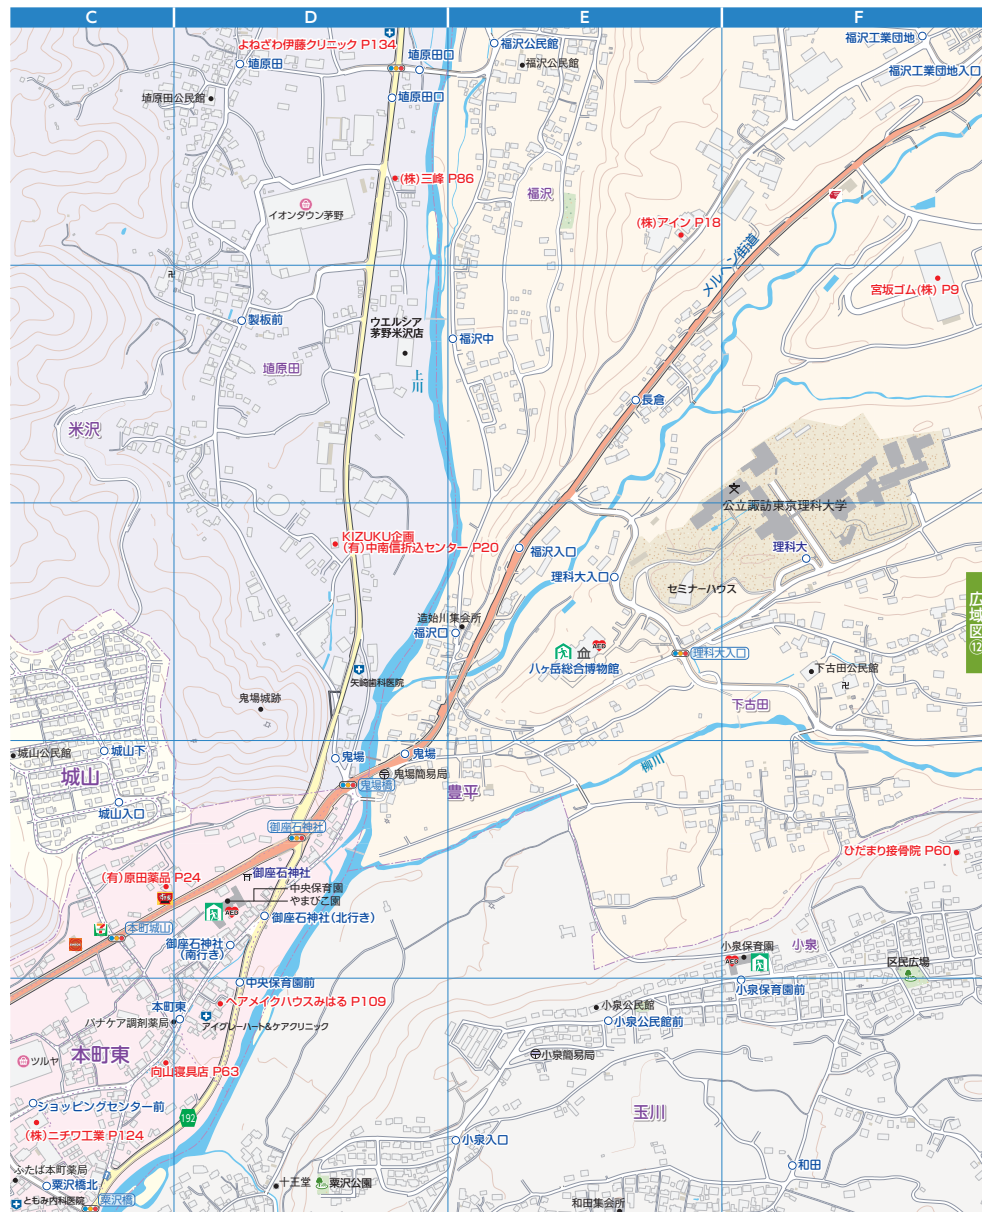 C
D
E
F
よねざわ伊藤クリニック P134
埴原田
埴原田口
福沢公民館
福沢公民館
福沢工業団地
福沢工業団地入口
埴原田公民館
埴原田口
(株)三峰 P86
イオンタウン茅野
福沢
(株)アイン P18
メルヘン街道
宮坂ゴム(株) P9
製板前
ウエルシア
茅野米沢店
福沢中
埴原田
上川
長倉
米沢
公立諏訪東京理科大学
KIZUKU企画
(有)中南信折込センター P20
福沢入口
理科大
理科大入口
セミナーハウス
広域図⑫
造始川集会所
福沢口
AED
八ヶ岳総合博物館
理科大入口
下古田公民館
矢崎歯科医院
鬼場城跡
下古田
城山公民館
城山下
鬼場
鬼場
柳川
城山
鬼場簡易局
鬼場橋
豊平
城山入口
御座石神社
ひだまり接骨院 P60
(有)原田薬品 P24
御座石神社
中央保育園
やまびこ園
AED
御座石神社(北行き)
本町城山
御座石神社
(南行き)
小泉保育園
小泉
AED
区民広場
中央保育園前
小泉保育園前
ヘアメイクハウスみはる P109
本町東
小泉公民館
バナケア調剤薬局
アイグレーハート&ケアクリニック
小泉公民館前
本町東
小泉簡易局
ツルヤ
向山寝具店 P63
ショッピングセンター前
192
玉川
(株)ニチワ工業 P124
小泉入口
和田
ふたば本町薬局
粟沢橋北
十王堂
粟沢公園
ともみ内科医院
粟沢橋
和田集会所